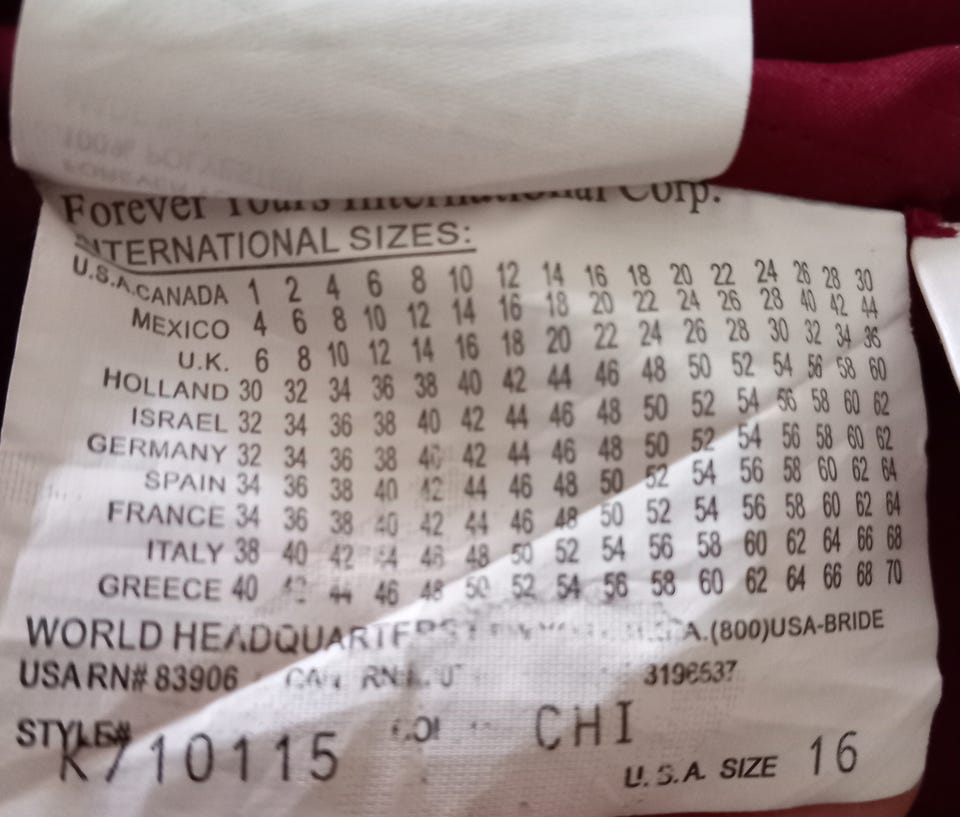 Forever Yours International Corp.
INTERNATIONAL SIZES:
U.S.A.CANADA 1 2 4 6 8 10 12 14 16 18 20 22 24 26 28 30
MEXICO 4 6 8 10 12 14 16 18 20 22 24 26 28 40 42 44
U.K. 6 8 10 12 14 16 18 20 22 24 26 28 30 32 34 36
HOLLAND 30 32 34 36 38 40 42 44 46 48 50 52 54 56 58 60
ISRAEL 32 34 36 38 40 42 44 46 48 50 52 54 56 58 60 62
GERMANY 32 34 36 38 40 42 44 46 48 50 52 54 56 58 60 62
SPAIN 34 36 38 40 42 44 46 48 50 52 54 56 58 60 62 64
FRANCE 34 36 38 40 42 44 46 48 50 52 54 56 58 60 62 64
ITALY 38 40 42 44 46 48 50 52 54 56 58 60 62 64 66 68
GREECE 40 42 44 46 48 50 52 54 56 58 60 62 64 66 68 70
WORLD HEADQUARTERS (800)USA-BRIDE
USA RN# 83906 3196537
STYLE# K710115 CHI
U.S.A. SIZE 16